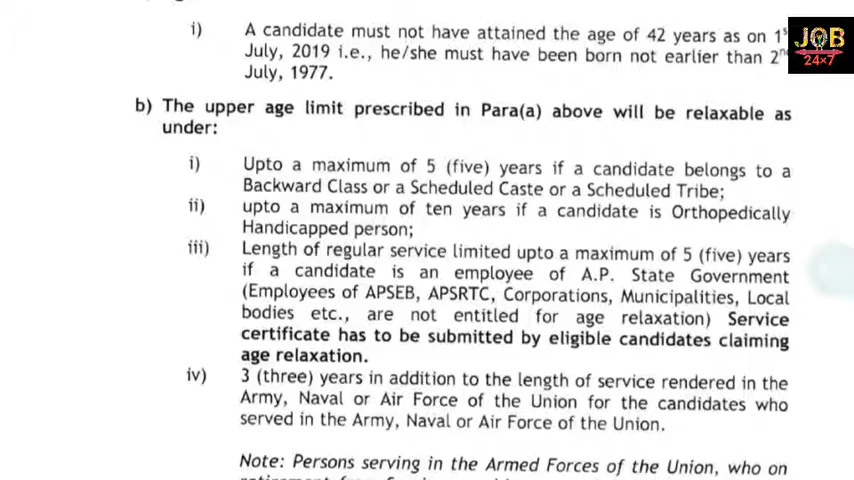 i) A candidate must not have attained the age of 42 years as on 1s
July, 2019 i.e., he/she must have been born not earlier than 2nd
July, 1977.
JOB
24×7
b) The upper age limit prescribed in Para(a) above will be relaxable as
under:
i) Upto a maximum of 5 (five) years if a candidate belongs to a
Backward Class or a Scheduled Caste or a Scheduled Tribe;
ii) upto a maximum of ten years if a candidate is Orthopedically
Handicapped person;
iii) Length of regular service limited upto a maximum of 5 (five) years
if a candidate is an employee of A.P. State Government
(Employees of APSEB, APSRTC, Corporations, Municipalities, Local
bodies etc., are not entitled for age relaxation) Service
certificate has to be submitted by eligible candidates claiming
age relaxation.
iv) 3 (three) years in addition to the length of service rendered in the
Army, Naval or Air Force of the Union for the candidates who
served in the Army, Naval or Air Force of the Union.
Note: Persons serving in the Armed Forces of the Union, who on